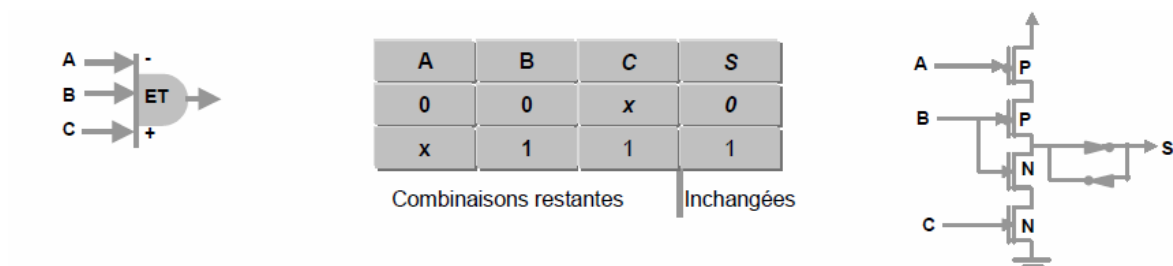 A -
B ET
C +
A B C S
0 0 x 0
x 1 1 1
Combinaisons restantes Inchangées
A P
B P
S
N
C N